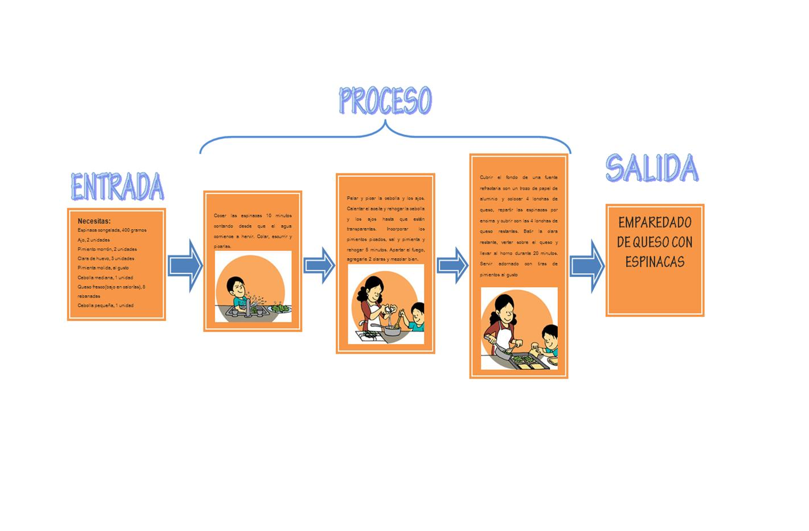 PROCESO
ENTRADA
Necesitas:
Espinaca congelada, 400 gramos
Ajo, 2 unidades
Pimiento morrón, 2 unidades
Clara de huevo, 3 unidades
Pimienta molida, al gusto
Cebolla mediana, 1 unidad
Queso fresco(bajo en calorías), 8
rebanadas
Cebolla pequeña, 1 unidad
Cocer las espinacas 10 minutos
contando desde que el agua
comience a hervir. Colar, escurrir y
picarlas.
Pelar y picar la cebolla y los ajos.
Calentar el aceite y rehogar la cebolla
y los ajos hasta que estén
transparentes. Incorporar los
pimientos picados, sal y pimienta y
rehogar 5 minutos. Apartar el fuego,
agregarle 2 claras y mezclar bien.
Cubrir el fondo de una fuente
refractaria con un trozo de papel de
aluminio y colocar 4 lonchas de
queso, repartir las espinacas por
encima y cubrir con las 4 lonchas de
queso restantes. Batir la clara
restante, verter sobre el queso y
llevar al horno durante 20 minutos.
Servir adornado con tiras de
pimientos al gusto
SALIDA
EMPAREDADO
DE QUESO CON
ESPINACAS